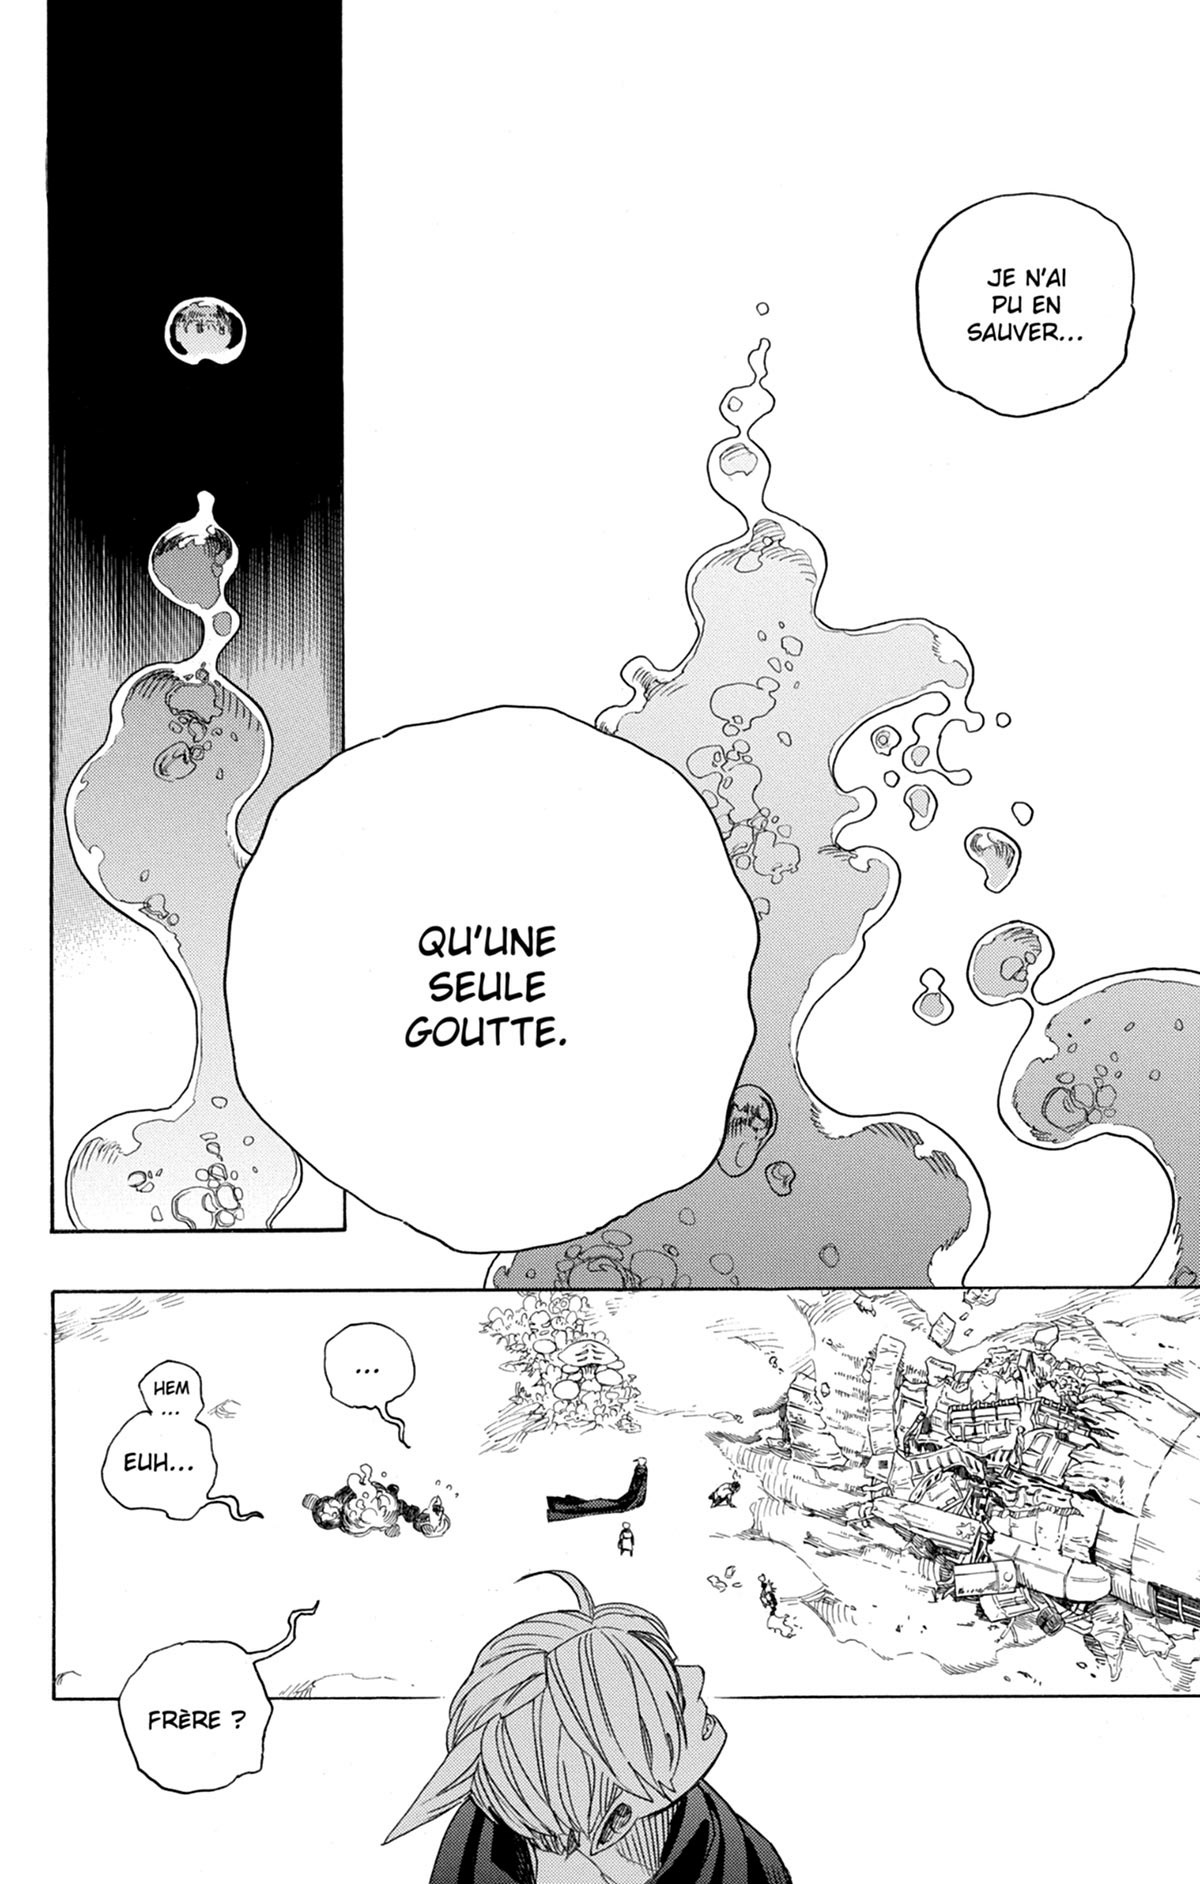 JE N'AI
PU EN
SAUVER...
QU'UNE
SEULE
GOUTTE.
...
HEM
...
EUH...
FRÈRE ?